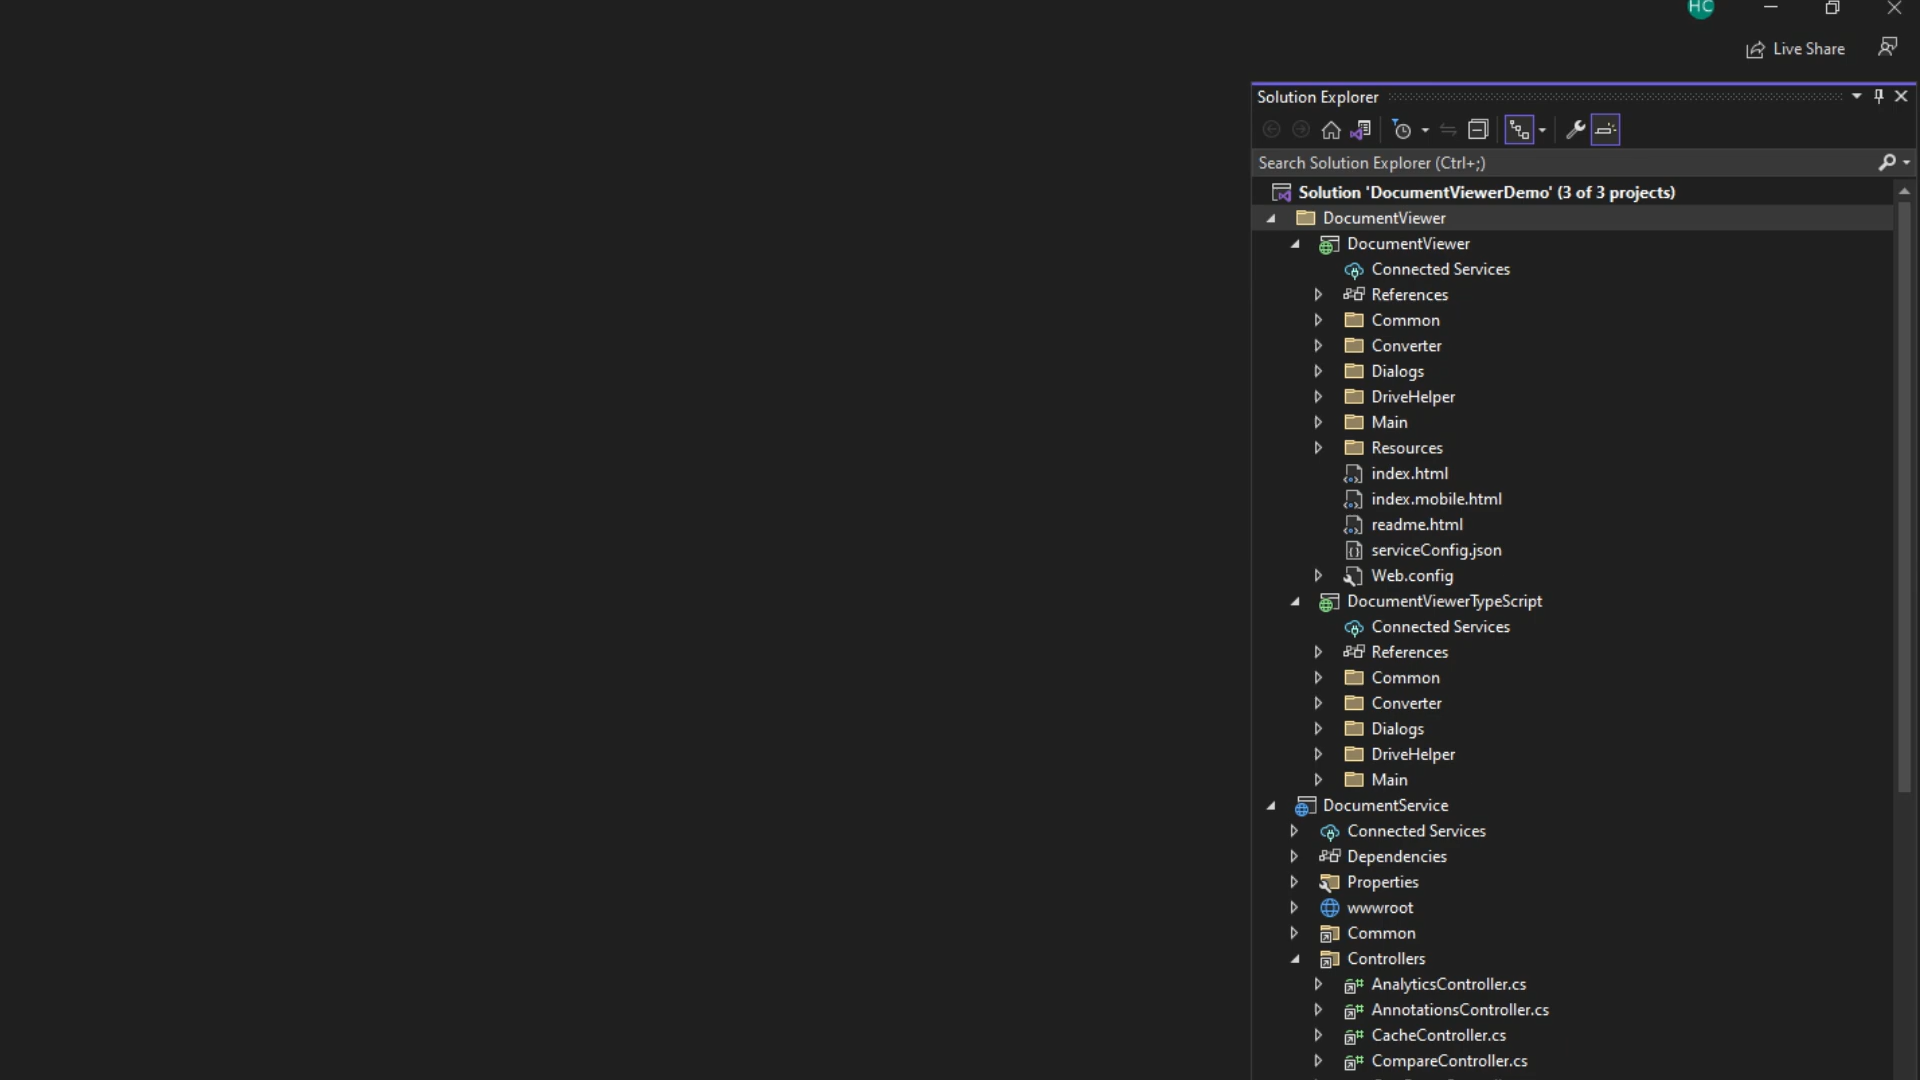 HC
Live Share
Solution Explorer
Search Solution Explorer (Ctrl+;)
Solution 'DocumentViewerDemo' (3 of 3 projects)
DocumentViewer
DocumentViewer
Connected Services
References
Common
Converter
Dialogs
DriveHelper
Main
Resources
index.html
index.mobile.html
readme.html
serviceConfig.json
Web.config
DocumentViewerTypeScript
Connected Services
References
Common
Converter
Dialogs
DriveHelper
Main
DocumentService
Connected Services
Dependencies
Properties
wwwroot
Common
Controllers
AnalyticsController.cs
AnnotationsController.cs
CacheController.cs
CompareController.cs